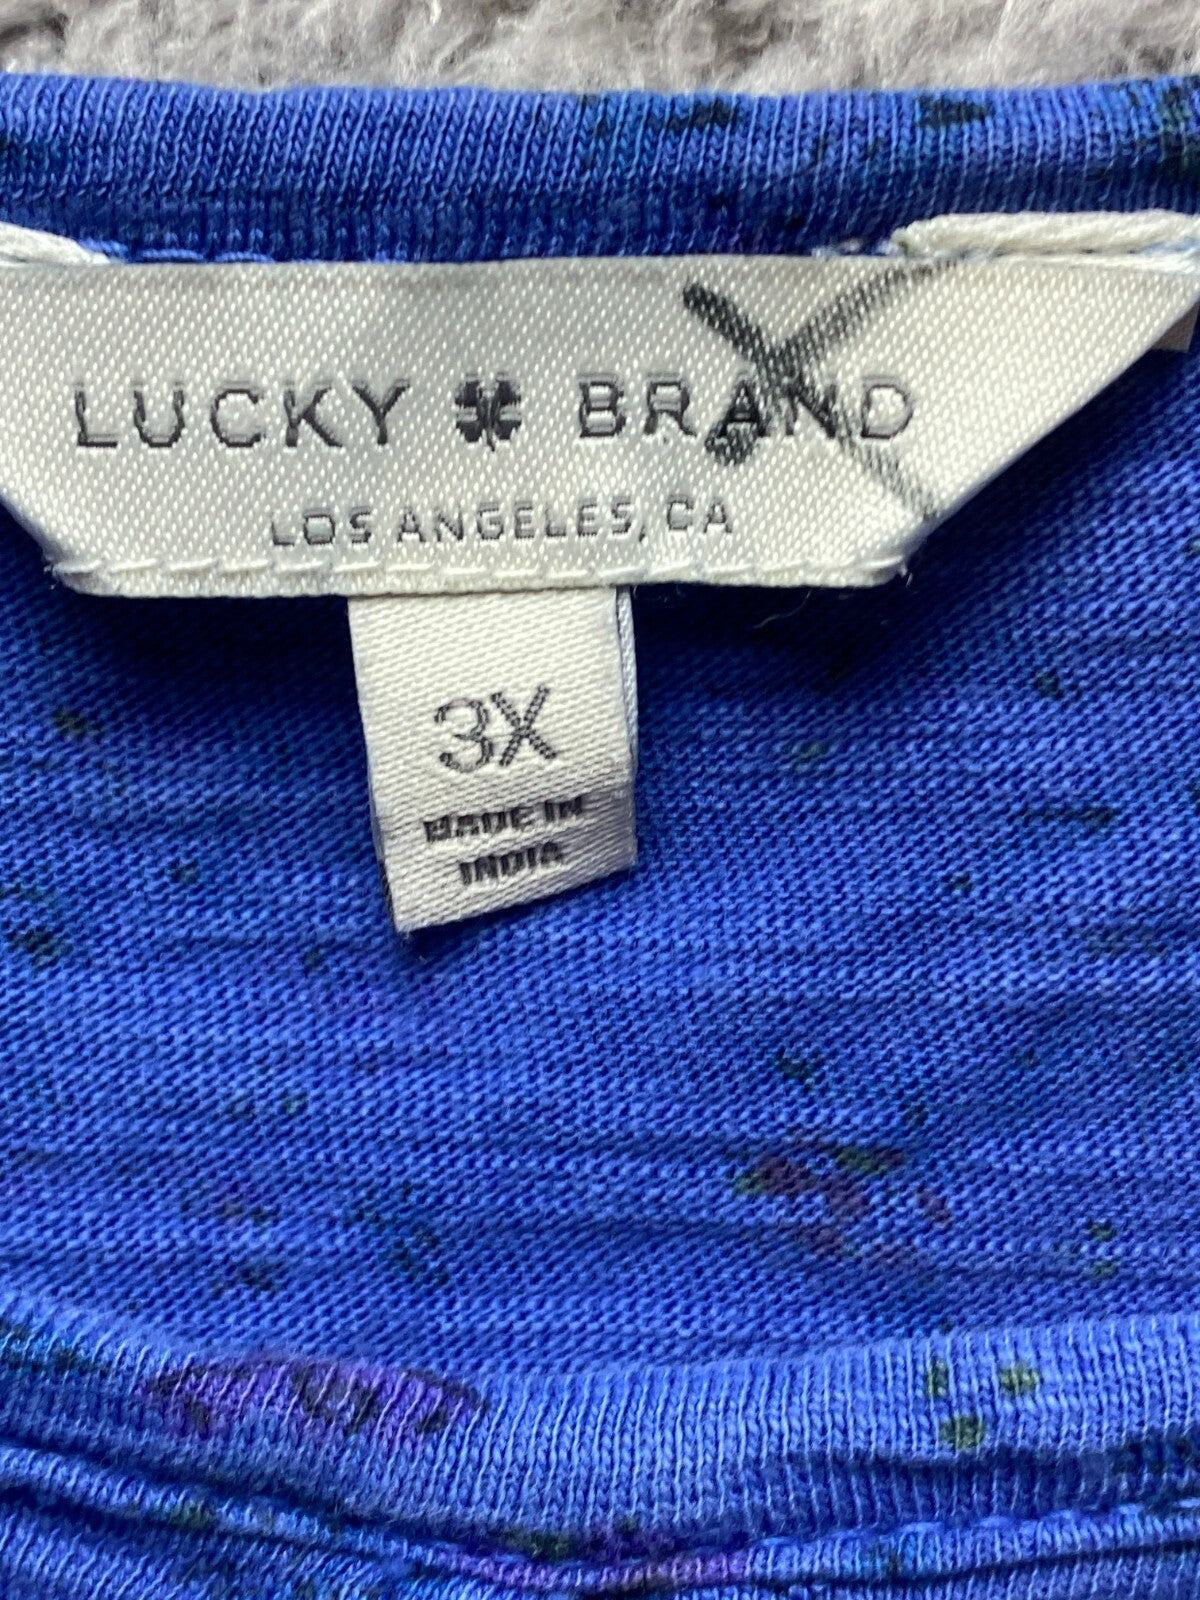 LUCKY BRAND
LOS ANGELES, CA
3X
MADE IN
INDIA